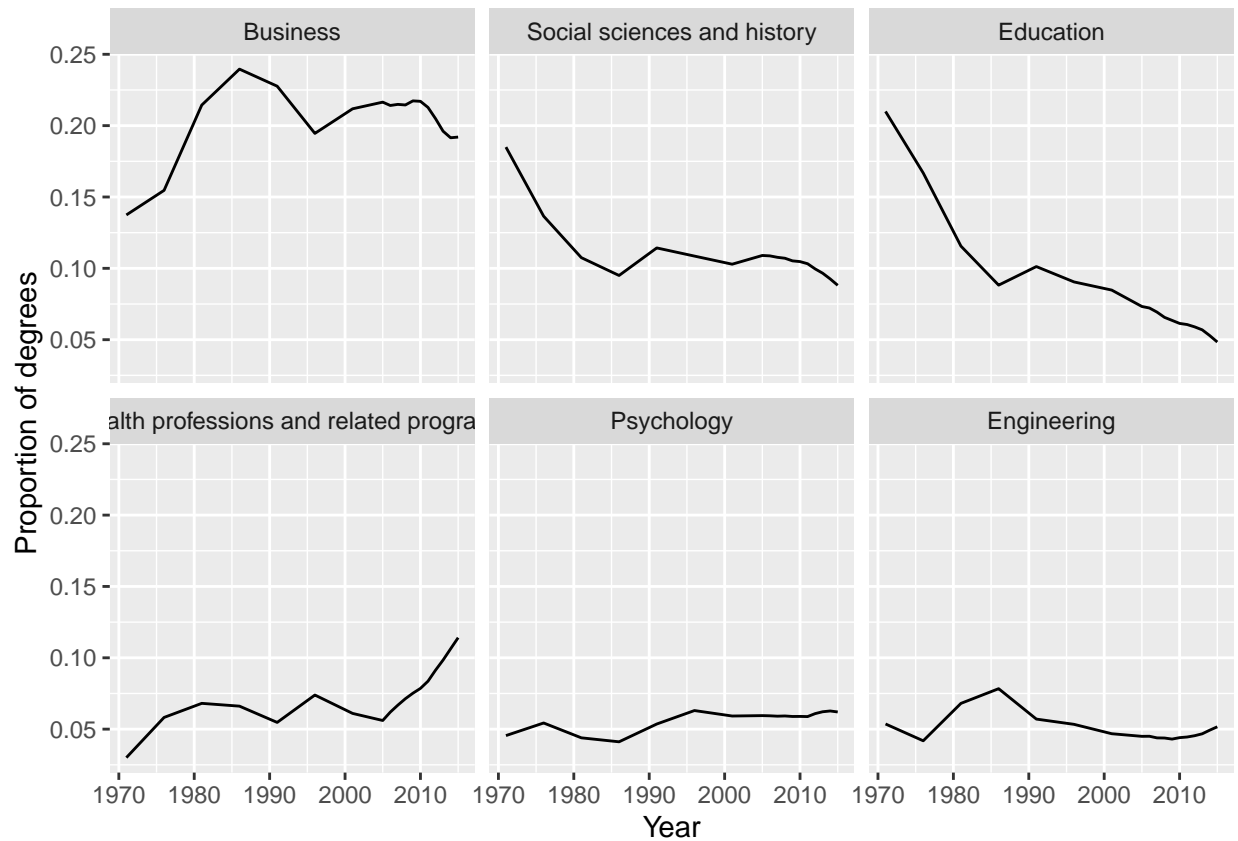 Business
Social sciences and history
Education
0.25
0.20
0.15
0.10
0.05
alth professions and related progra
Psychology
Engineering
0.25
0.20
0.15
0.10
0.05
1970 1980 1990 2000 2010
1970 1980 1990 2000 2010
1970 1980 1990 2000 2010
Year
Proportion of degrees